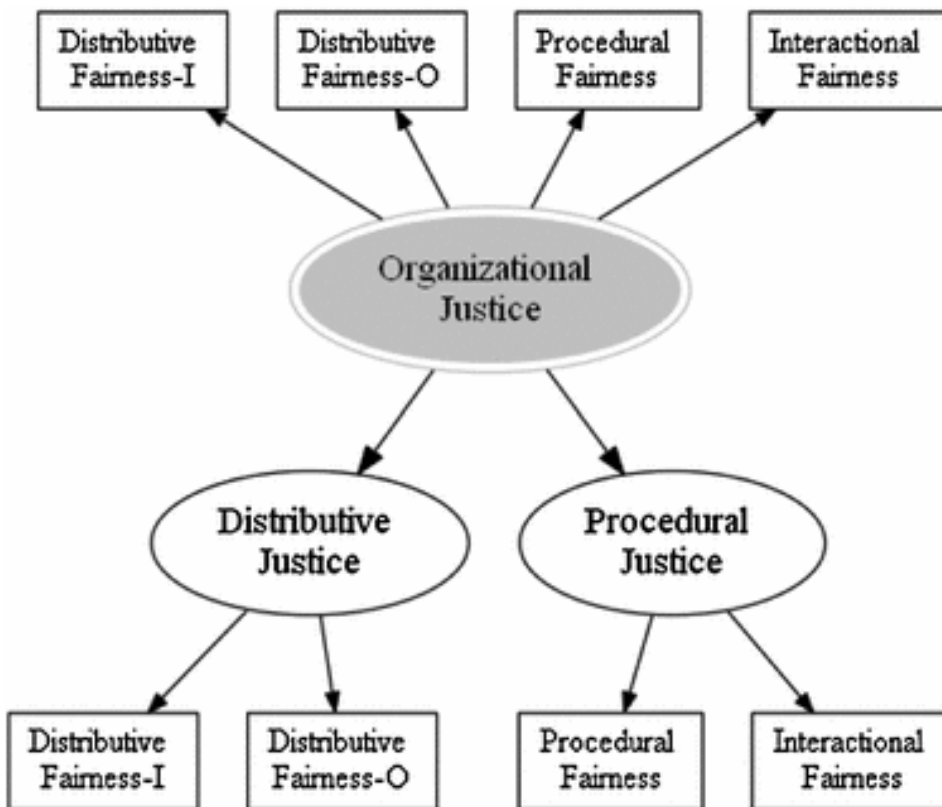 Distributive
Fairness-I
Distributive
Fairness-O
Procedural
Fairness
Interactional
Fairness
Organizational
Justice
Distributive
Justice
Procedural
Justice
Distributive
Fairness-I
Distributive
Fairness-O
Procedural
Fairness
Interactional
Fairness